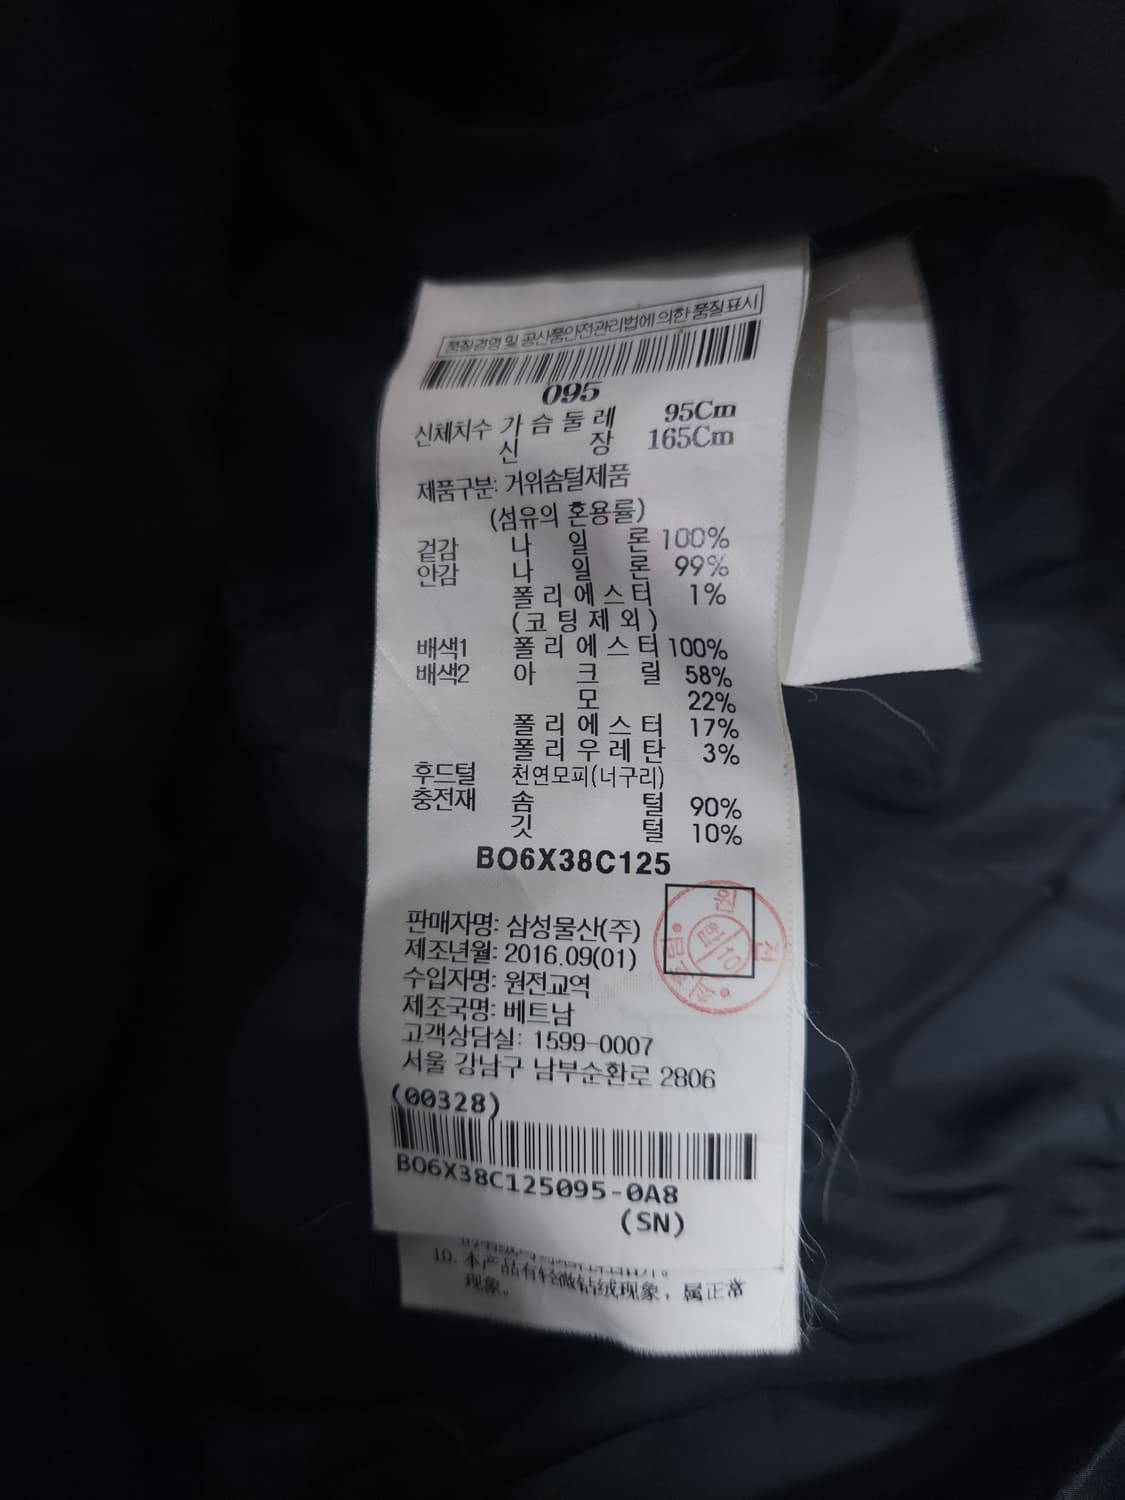 품질경영 및 공산품안전관리법에 의한 품질표시
095
신체치수 가슴둘레 95Cm
신장 165Cm
제품구분: 거위솜털제품
(섬유의 혼용률)
겉감 나일론 100%
안감 나일론 99%
폴리에스터 1%
(코팅제외)
배색1 폴리에스터 100%
배색2 아크릴 58%
모 22%
폴리에스터 17%
폴리우레탄 3%
후드털 천연모피(너구리)
충전재 솜털 90%
깃털 10%
BO6X38C125
판매자명: 삼성물산(주)
제조년월: 2016.09(01)
수입자명: 원전교역
제조국명: 베트남
고객상담실: 1599-0007
서울 강남구 남부순환로 2806
(00328)
BO6X38C125095-0A8
(SN)
10. 本产品有轻微钻绒现象，属正常
现象。